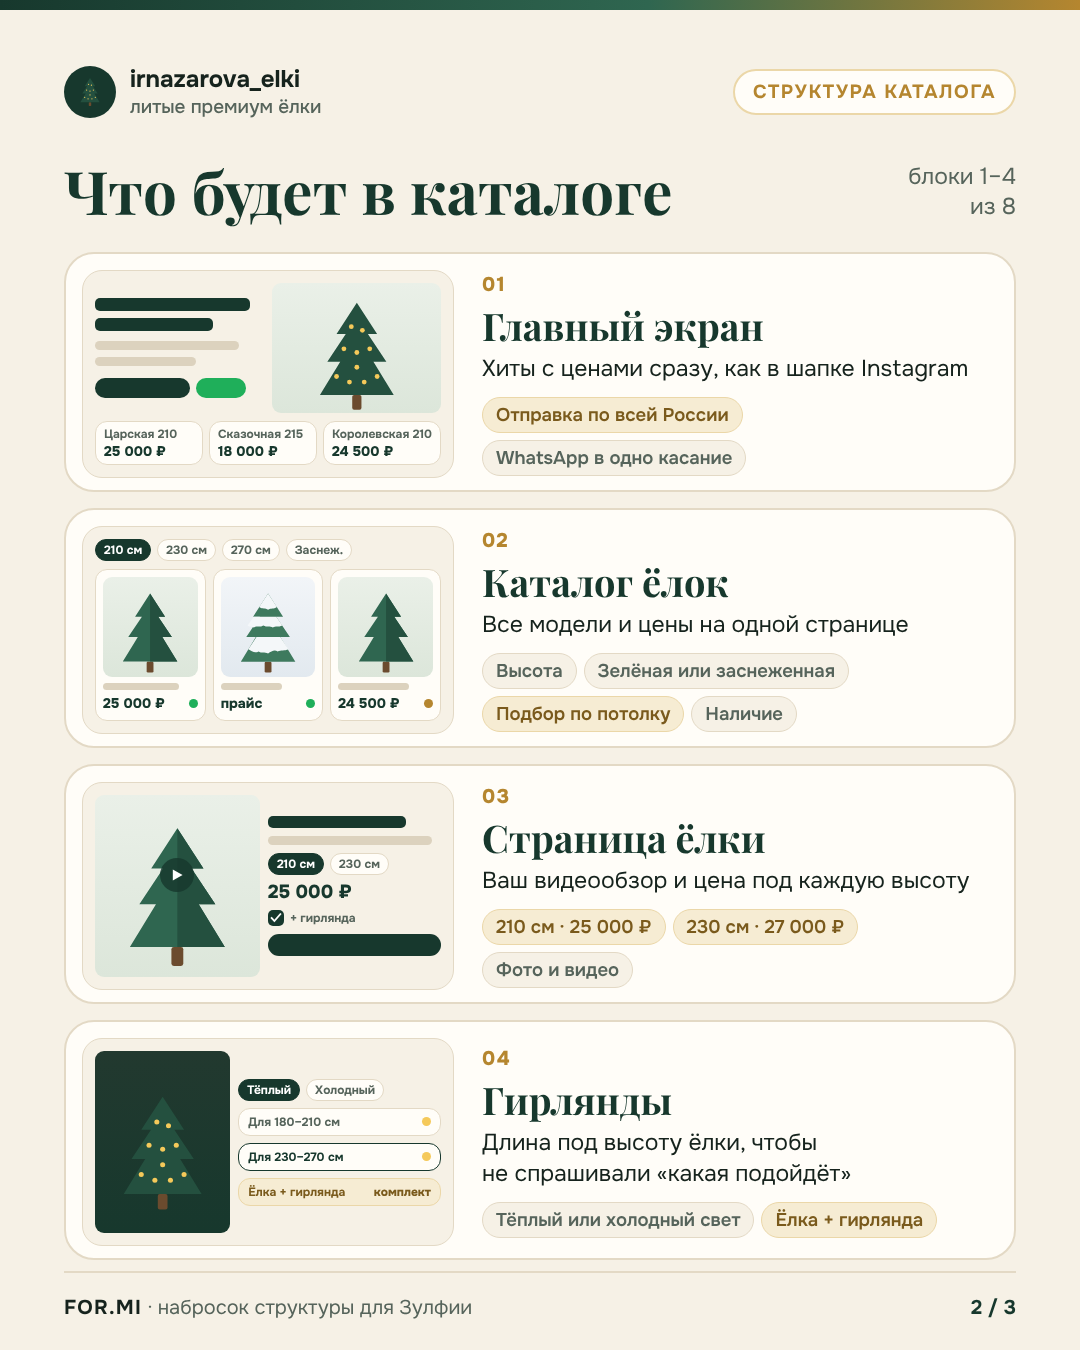 irnazarova_elki
литые премиум ёлки
СТРУКТУРА КАТАЛОГА
Что будет в каталоге
блоки 1–4
из 8
Царская 210
25 000 ₽
Сказочная 215
18 000 ₽
Королевская 210
24 500 ₽
01
Главный экран
Хиты с ценами сразу, как в шапке Instagram
Отправка по всей России
WhatsApp в одно касание
210 см
230 см
270 см
Заснеж.
25 000 ₽
прайс
24 500 ₽
02
Каталог ёлок
Все модели и цены на одной странице
Высота
Зелёная или заснеженная
Подбор по потолку
Наличие
210 см
230 см
25 000 ₽
+ гирлянда
03
Страница ёлки
Ваш видеообзор и цена под каждую высоту
210 см · 25 000 ₽
230 см · 27 000 ₽
Фото и видео
Тёплый
Холодный
Для 180–210 см
Для 230–270 см
Ёлка + гирлянда
комплект
04
Гирлянды
Длина под высоту ёлки, чтобы
не спрашивали «какая подойдёт»
Тёплый или холодный свет
Ёлка + гирлянда
FOR.MI · набросок структуры для Зулфии
2 / 3